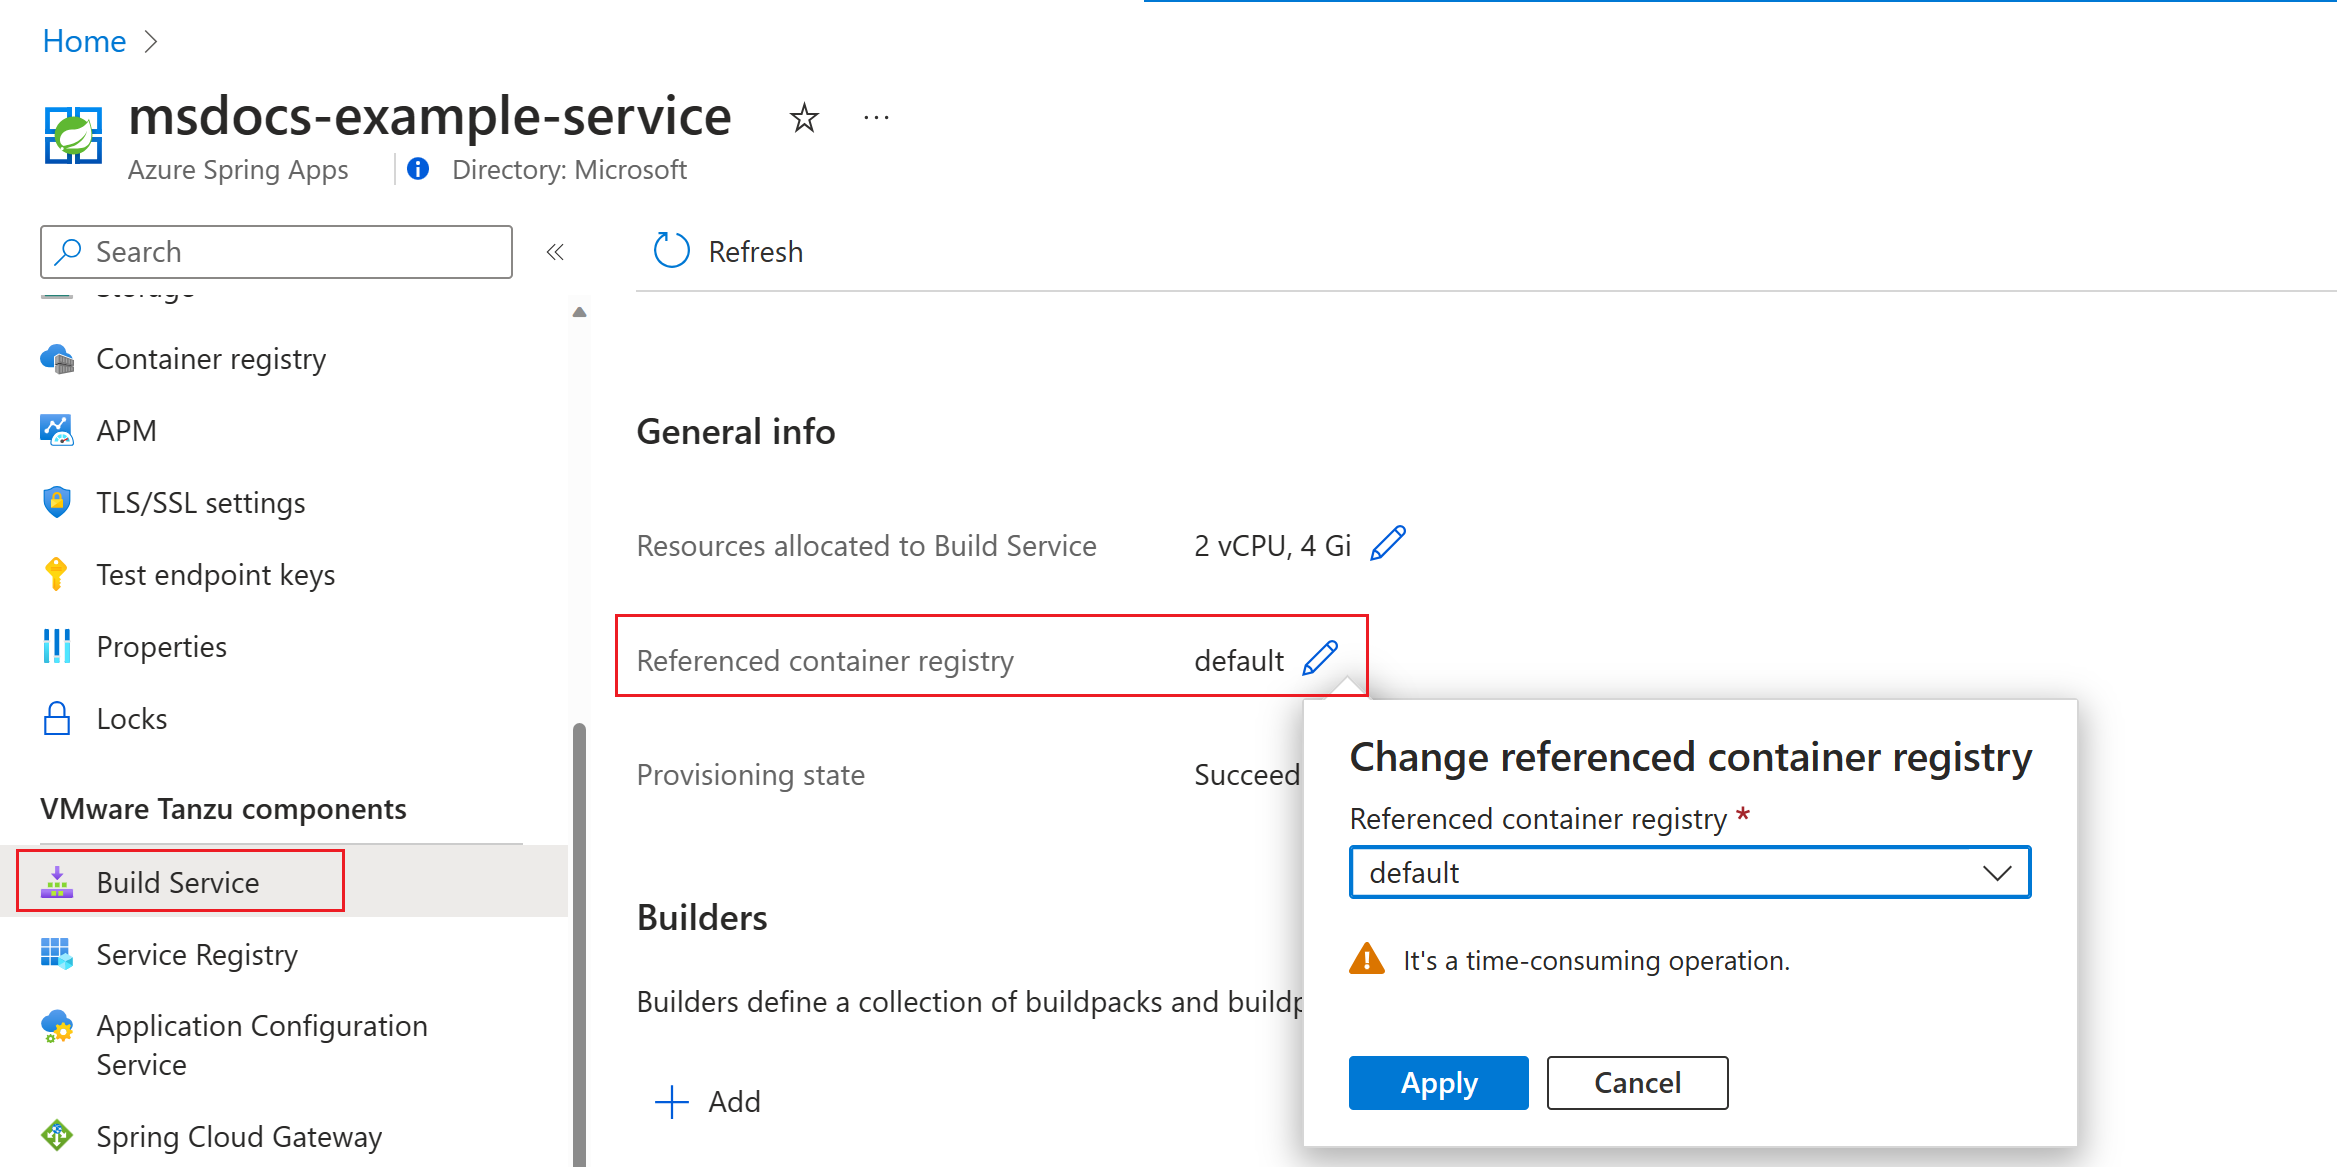 Home
msdocs-example-service
Azure Spring Apps
Directory: Microsoft
Search
Refresh
Storage
Container registry
APM
TLS/SSL settings
Test endpoint keys
Properties
Locks
VMware Tanzu components
Build Service
Service Registry
Application Configuration
Service
Spring Cloud Gateway
General info
Resources allocated to Build Service 2 vCPU, 4 Gi
Referenced container registry default
Provisioning state Succeed
Builders
Builders define a collection of buildpacks and buildp
Add
Change referenced container registry
Referenced container registry *
default
It's a time-consuming operation.
Apply
Cancel